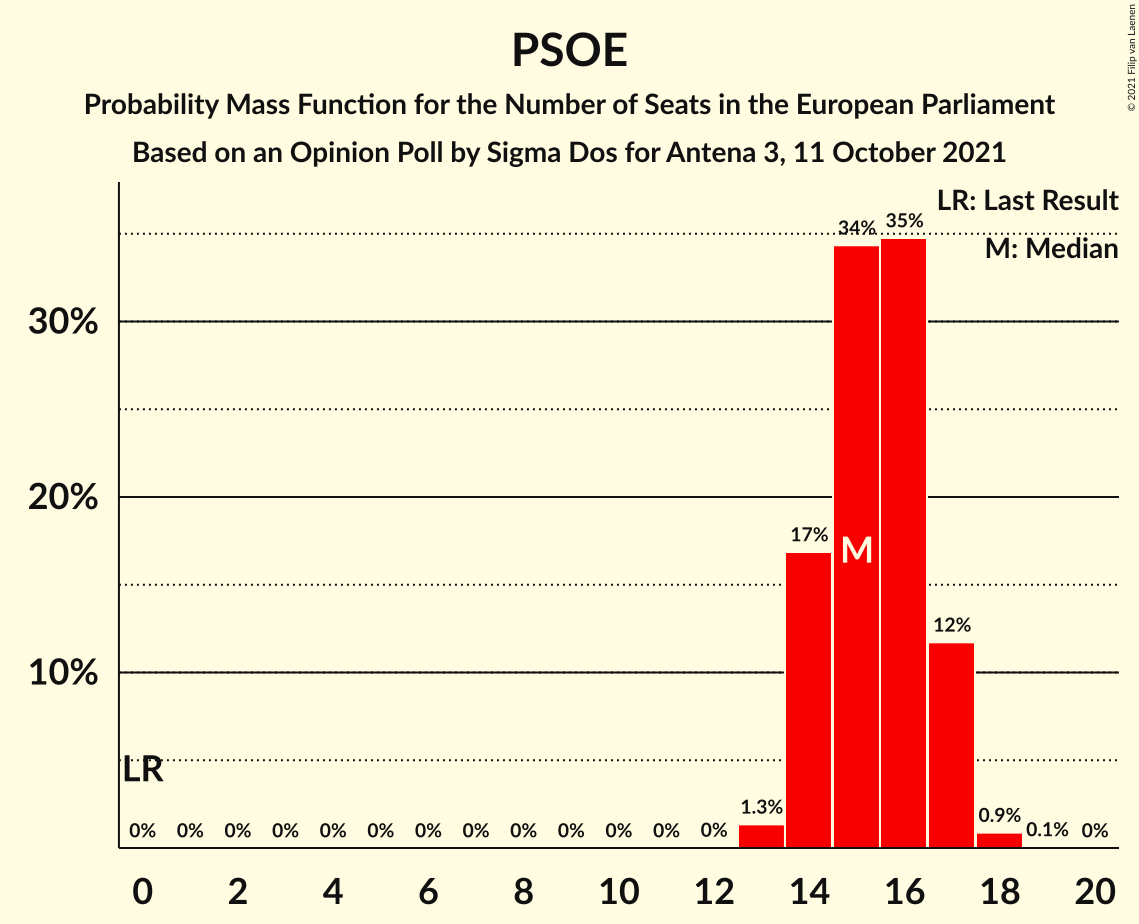 PSOE
Probability Mass Function for the Number of Seats in the European Parliament
Based on an Opinion Poll by Sigma Dos for Antena 3, 11 October 2021
© 2021 Filip van Laenen
LR: Last Result
M: Median
34% 35%
30%
20%
17%
M
12%
10%
LR
0% 0% 0% 0% 0% 0% 0% 0% 0% 0% 0% 0% 0% 1.3% 0.9% 0.1% 0%
0 2 4 6 8 10 12 14 16 18 20